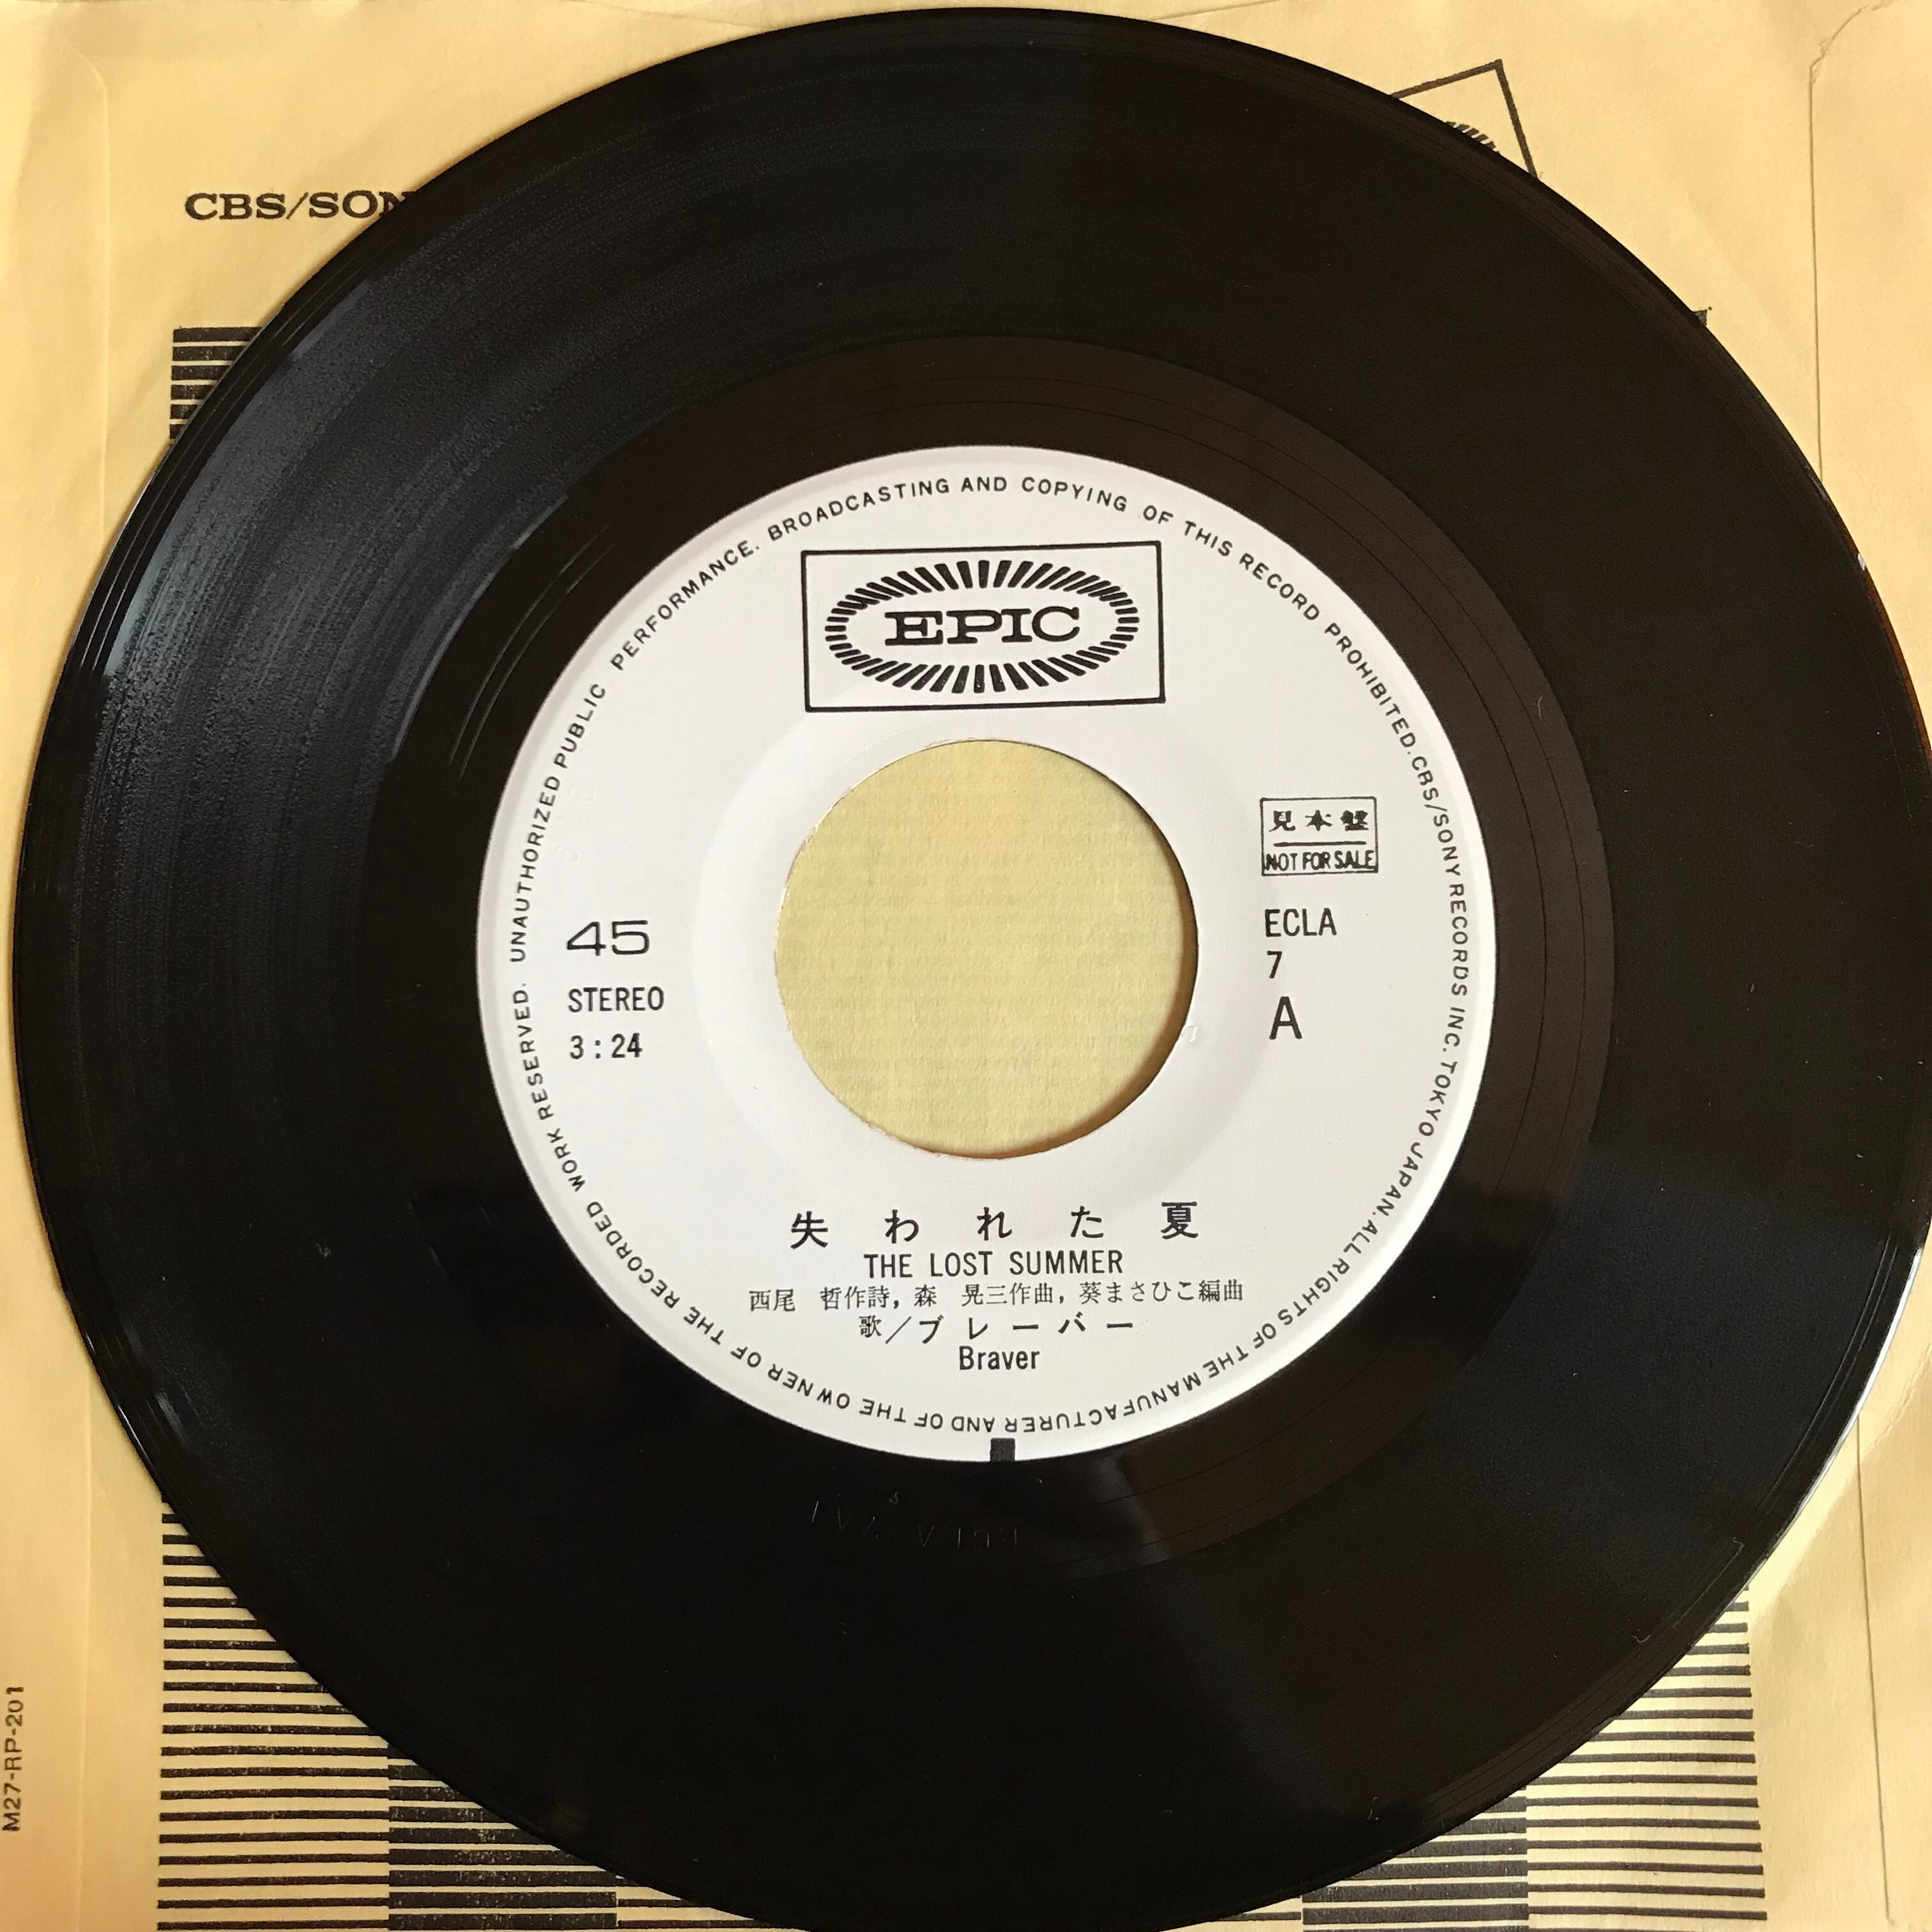 CBS/SON
EPIC
UNAUTHORIZED PUBLIC PERFORMANCE. BROADCASTING AND COPYING OF THIS RECORD PROHIBITED. CBS/SONY RECORDS INC. TOKYO JAPAN. ALL RIGHTS OF THE MANUFACTURER AND OF THE OWNER OF THE RECORDED WORK RESERVED.
見本盤
NOT FOR SALE
45
STEREO
3:24
ECLA
7
A
失われた夏
THE LOST SUMMER
西尾 哲作詩, 森 晃三作曲, 葵まさひこ編曲
歌/ブレーバー
Braver
M27-RP-201